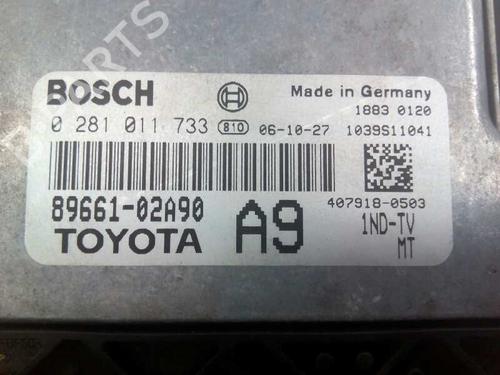 BOSCH
Made in Germany
1883 0120
0 281 011 733 810 06-10-27 1039S11041
89661-02A90
TOYOTA
A9
407918-0503
1ND-TV
MT